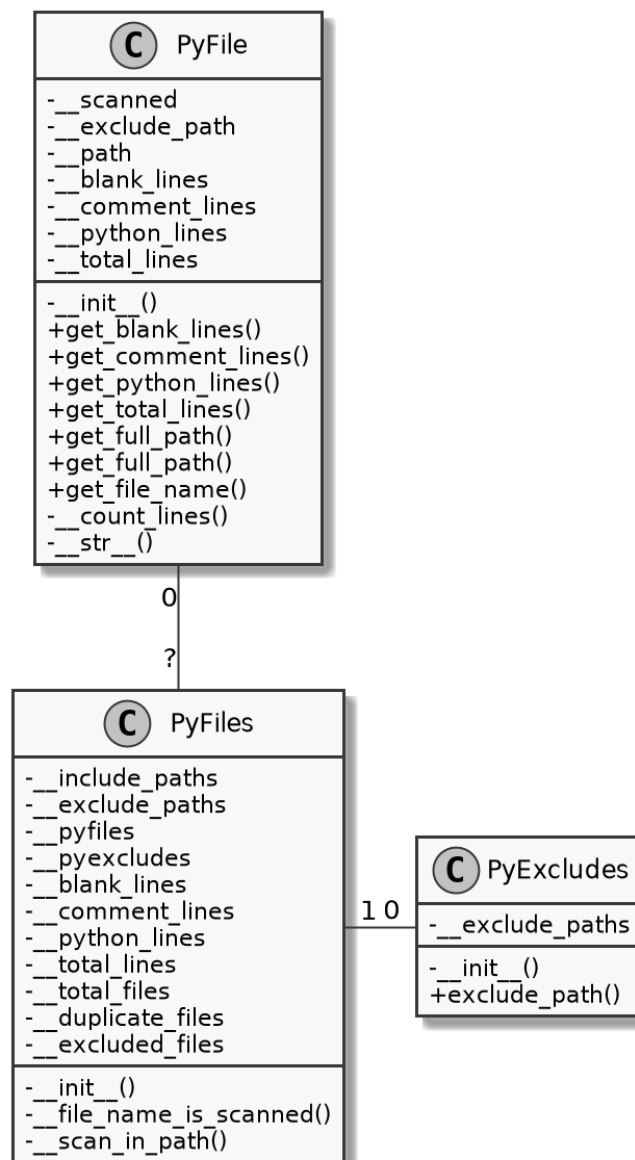 C PyFile
-__scanned
-__exclude_path
-__path
-__blank_lines
-__comment_lines
-__python_lines
-__total_lines
-__init__()
+get_blank_lines()
+get_comment_lines()
+get_python_lines()
+get_total_lines()
+get_full_path()
+get_full_path()
+get_file_name()
-__count_lines()
-__str__()
0
?
C PyFiles
-__include_paths
-__exclude_paths
-__pyfiles
-__pyexcludes
-__blank_lines
-__comment_lines
-__python_lines
-__total_lines
-__total_files
-__duplicate_files
-__excluded_files
-__init__()
-__file_name_is_scanned()
-__scan_in_path()
1 0
C PyExcludes
-__exclude_paths
-__init__()
+exclude_path()